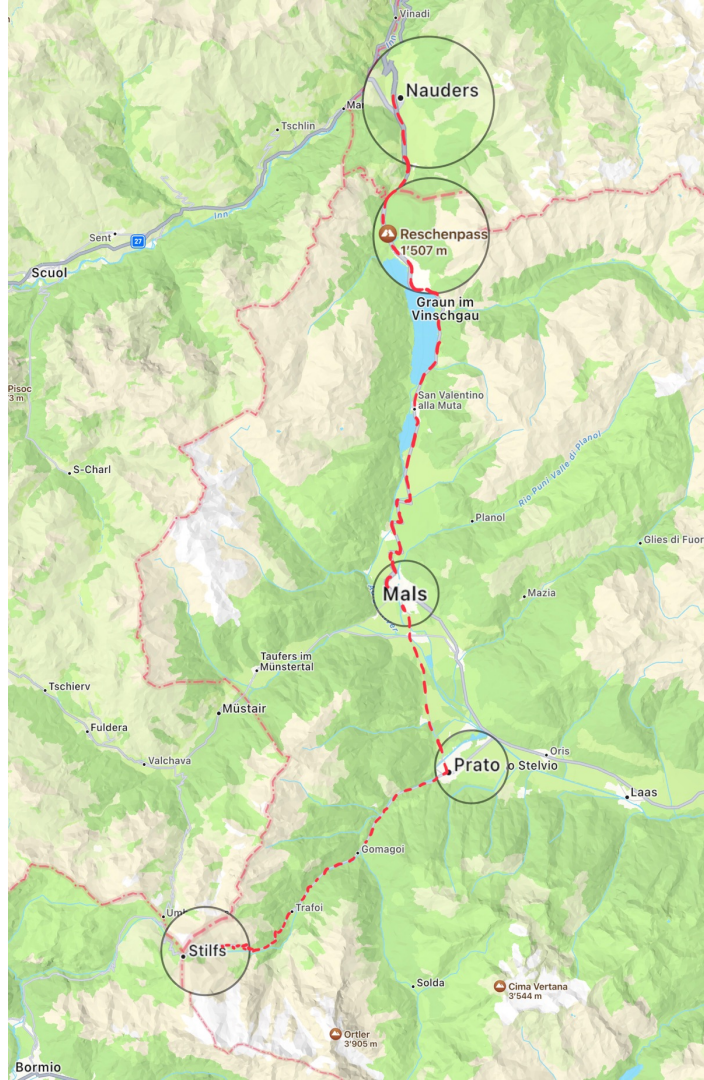 Vinadi
Inn
Nauders
Tschlin
Inn
Sent
27
Scuol
Reschenpass
1'507 m
Graun im
Vinschgau
Pisoc
3 m
San Valentino
alla Muta
S-Charl
Rio Puni-Valle di Planol
Planol
Glies di Fuor
Mals
Mazia
Taufers im
Münstertal
Tschierv
Müstair
Fuldera
Valchava
Oris
Prato
o Stelvio
Laas
Gomagoi
Trafoi
Stilfs
Solda
Cima Vertana
3'544 m
Ortler
3'905 m
Bormio